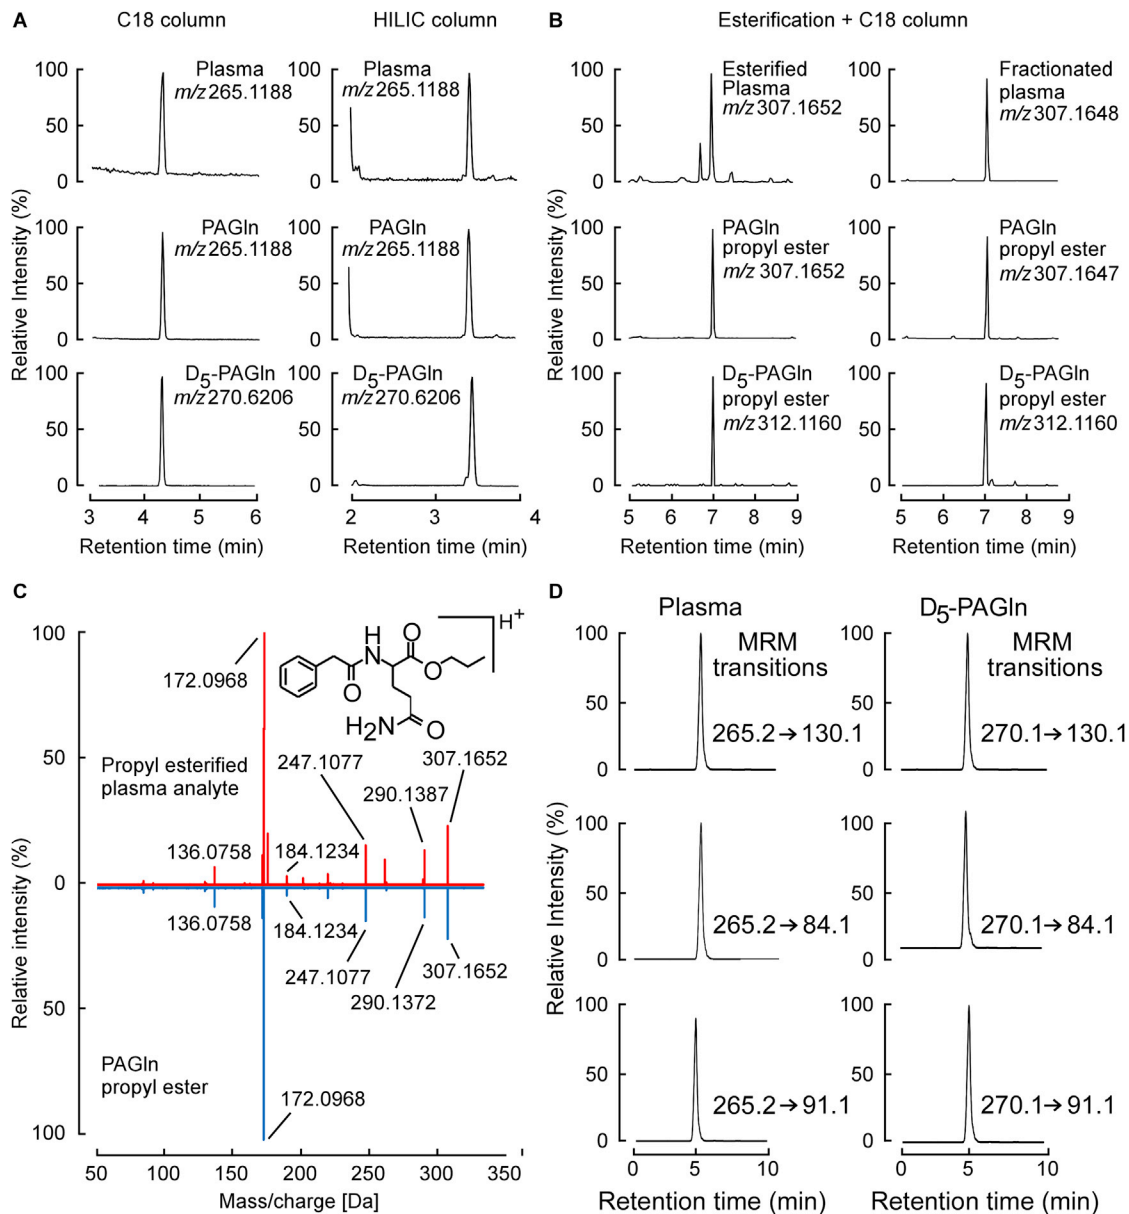 A
C18 column
HILIC column
Relative Intensity (%)
100
50
0
Plasma
m/z 265.1188
100
50
0
Plasma
m/z 265.1188
100
50
0
PAGln
m/z 265.1188
100
50
0
PAGln
m/z 265.1188
100
50
0
D5-PAGln
m/z 270.6206
100
50
0
D5-PAGln
m/z 270.6206
3 4 5 6
Retention time (min)
2 3 4
Retention time (min)
B
Esterification + C18 column
Relative Intensity (%)
100
50
0
Esterified
Plasma
m/z 307.1652
100
50
0
Fractionated
plasma
m/z 307.1648
100
50
0
PAGln
propyl ester
m/z 307.1652
100
50
0
PAGln
propyl ester
m/z 307.1647
100
50
0
D5-PAGln
propyl ester
m/z 312.1160
100
50
0
D5-PAGln
propyl ester
m/z 312.1160
5 6 7 8 9
Retention time (min)
5 6 7 8 9
Retention time (min)
C
Relative intensity (%)
100
50
0
50
100
H+
H
N
O
O
O
H2N
O
172.0968
Propyl esterified
plasma analyte
247.1077
307.1652
290.1387
136.0758
184.1234
136.0758
184.1234
247.1077
307.1652
290.1372
PAGln
propyl ester
172.0968
50 100 150 200 250 300 350
Mass/charge [Da]
D
Plasma
D5-PAGln
Relative Intensity (%)
100
50
0
MRM
transitions
265.2→130.1
100
50
0
MRM
transitions
270.1→130.1
100
50
0
265.2→84.1
100
50
0
270.1→84.1
100
50
0
265.2→91.1
100
50
0
270.1→91.1
0 5 10
Retention time (min)
0 5 10
Retention time (min)